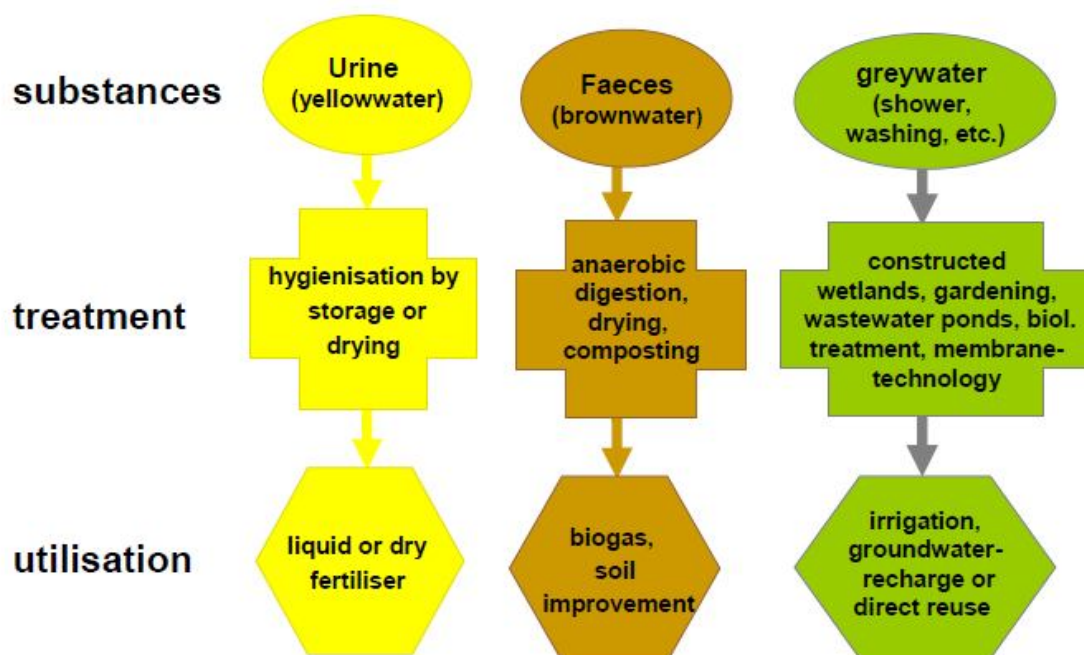 substances
Urine
(yellowwater)
Faeces
(brownwater)
greywater
(shower,
washing, etc.)
treatment
hygienisation by
storage or
drying
anaerobic
digestion,
drying,
composting
constructed
wetlands, gardening,
wastewater ponds, biol.
treatment, membrane-
technology
utilisation
liquid or dry
fertiliser
biogas,
soil
improvement
irrigation,
groundwater-
recharge or
direct reuse